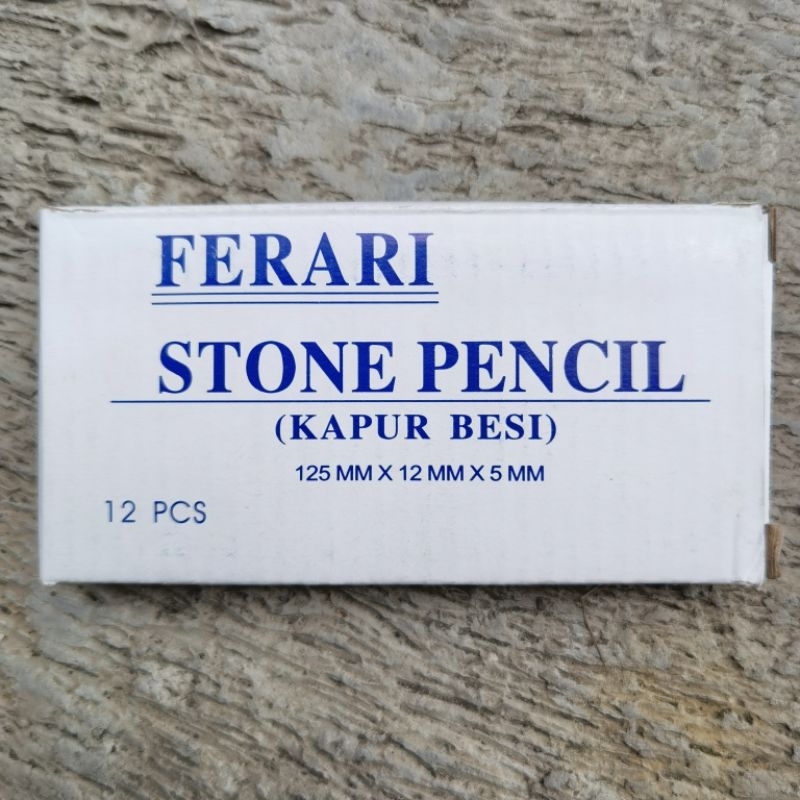 FERARI
STONE PENCIL
(KAPUR BESI)
125 MM X 12 MM X 5 MM
12 PCS